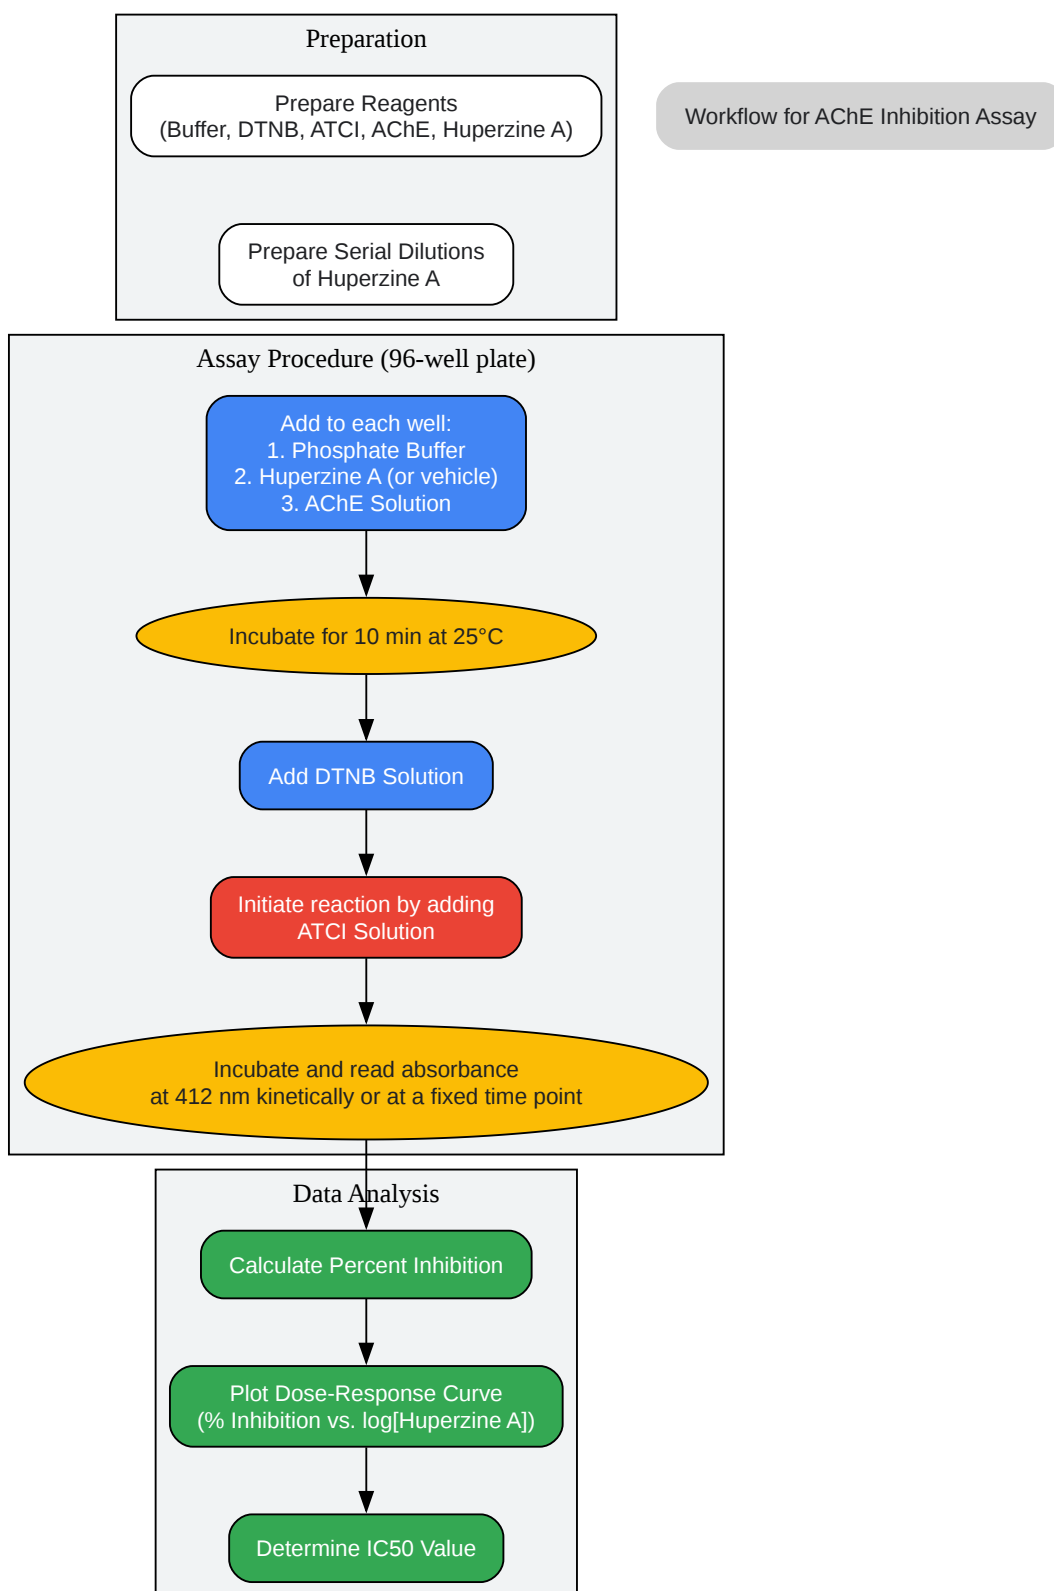 Preparation
Prepare Reagents
(Buffer, DTNB, ATCI, AChE, Huperzine A)
Workflow for AChE Inhibition Assay
Prepare Serial Dilutions
of Huperzine A
Assay Procedure (96-well plate)
Add to each well:
1. Phosphate Buffer
2. Huperzine A (or vehicle)
3. AChE Solution
Incubate for 10 min at 25°C
Add DTNB Solution
Initiate reaction by adding
ATCI Solution
Incubate and read absorbance
at 412 nm kinetically or at a fixed time point
Data Analysis
Calculate Percent Inhibition
Plot Dose-Response Curve
(% Inhibition vs. log[Huperzine A])
Determine IC50 Value